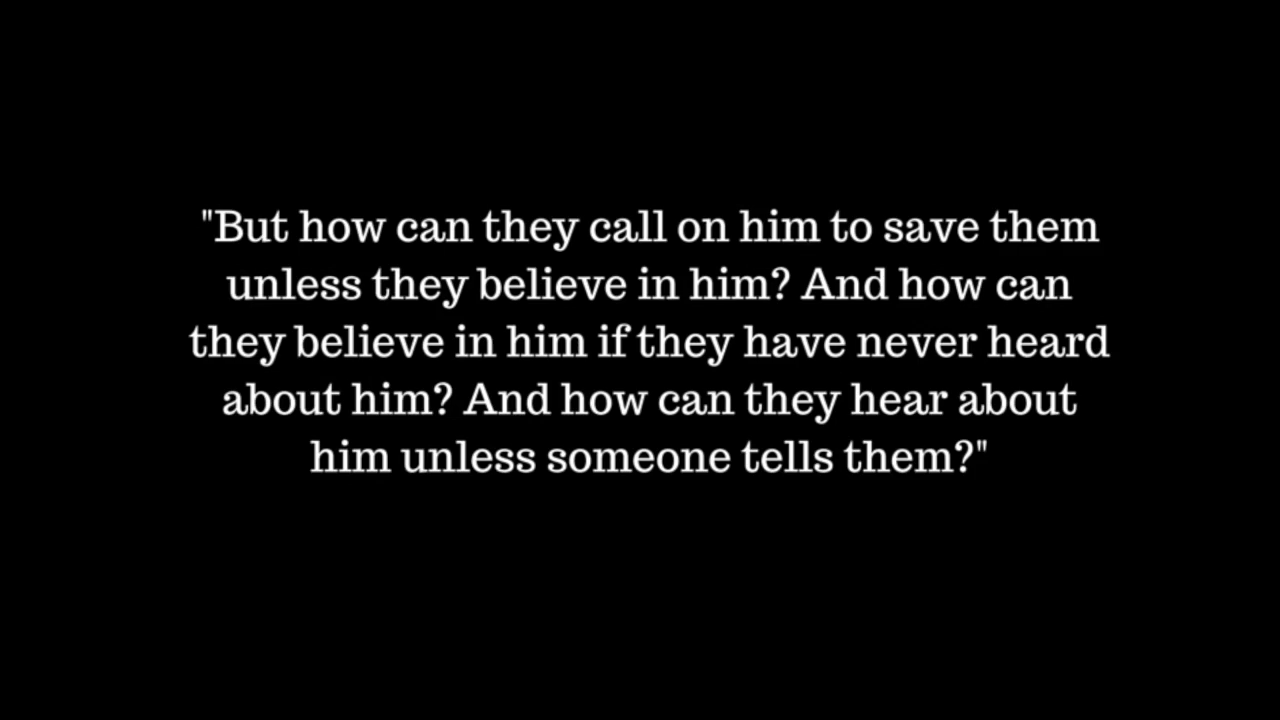 "But how can they call on him to save them
unless they believe in him? And how can
they believe in him if they have never heard
about him? And how can they hear about
him unless someone tells them?"